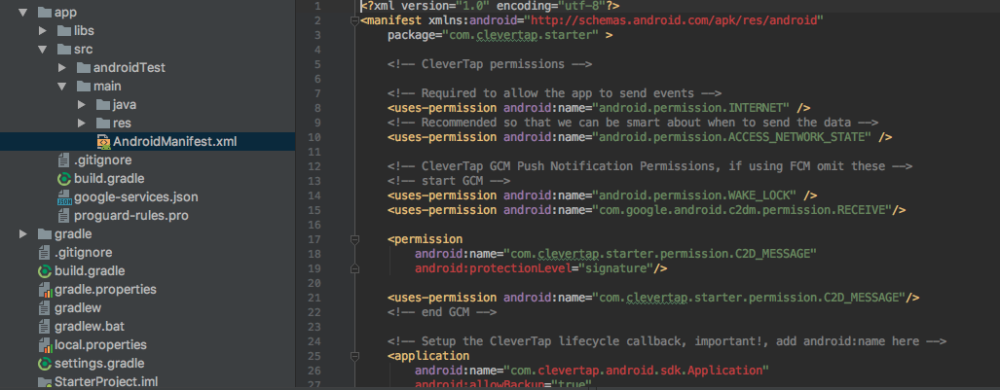 app
libs
src
androidTest
main
java
res
AndroidManifest.xml
.gitignore
build.gradle
google-services.json
proguard-rules.pro
gradle
.gitignore
build.gradle
gradle.properties
gradlew
gradlew.bat
local.properties
settings.gradle
StarterProject.iml
1 <?xml version="1.0" encoding="utf-8"?>
2 <manifest xmlns:android="http://schemas.android.com/apk/res/android"
3 package="com.clevertap.starter" >
4
5 <!-- CleverTap permissions -->
6
7 <!-- Required to allow the app to send events -->
8 <uses-permission android:name="android.permission.INTERNET" />
9 <!-- Recommended so that we can be smart about when to send the data -->
10 <uses-permission android:name="android.permission.ACCESS_NETWORK_STATE" />
11
12 <!-- CleverTap GCM Push Notification Permissions, if using FCM omit these -->
13 <!-- start GCM -->
14 <uses-permission android:name="android.permission.WAKE_LOCK" />
15 <uses-permission android:name="com.google.android.c2dm.permission.RECEIVE"/>
16
17 <permission
18 android:name="com.clevertap.starter.permission.C2D_MESSAGE"
19 android:protectionLevel="signature"/>
20
21 <uses-permission android:name="com.clevertap.starter.permission.C2D_MESSAGE"/>
22 <!-- end GCM -->
23
24 <!-- Setup the CleverTap lifecycle callback, important!, add android:name here -->
25 <application
26 android:name="com.clevertap.android.sdk.Application"
27 android:allowBackup="true"